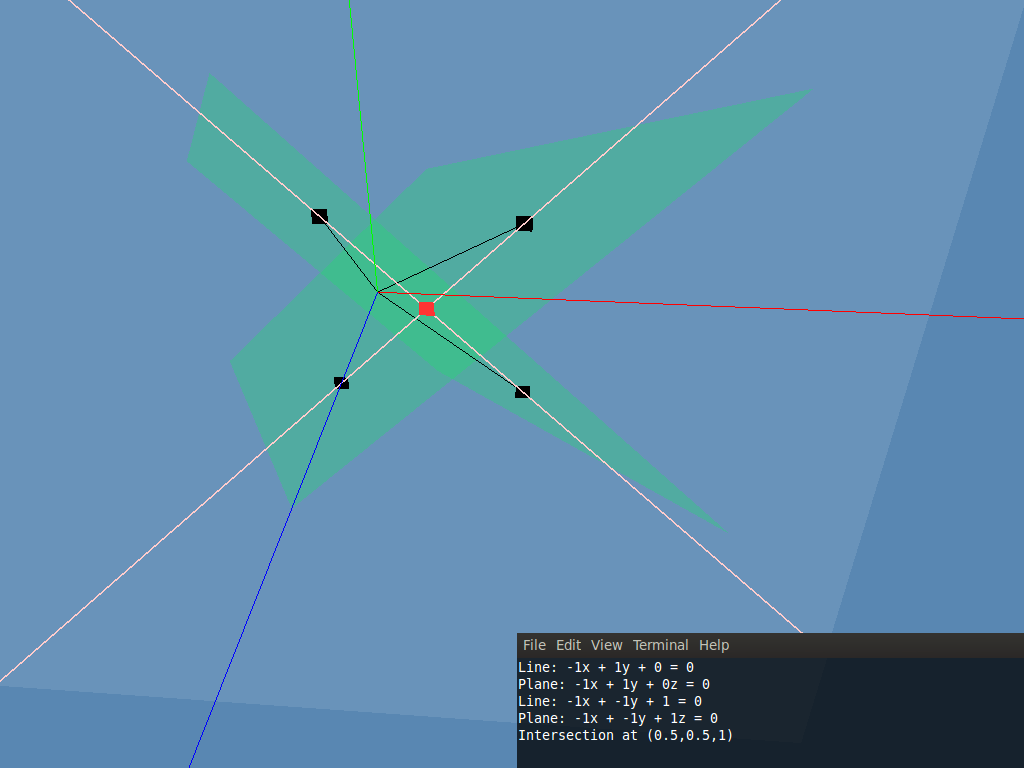 File Edit View Terminal Help
Line: -1x + 1y + 0 = 0
Plane: -1x + 1y + 0z = 0
Line: -1x + -1y + 1 = 0
Plane: -1x + -1y + 1z = 0
Intersection at (0.5,0.5,1)